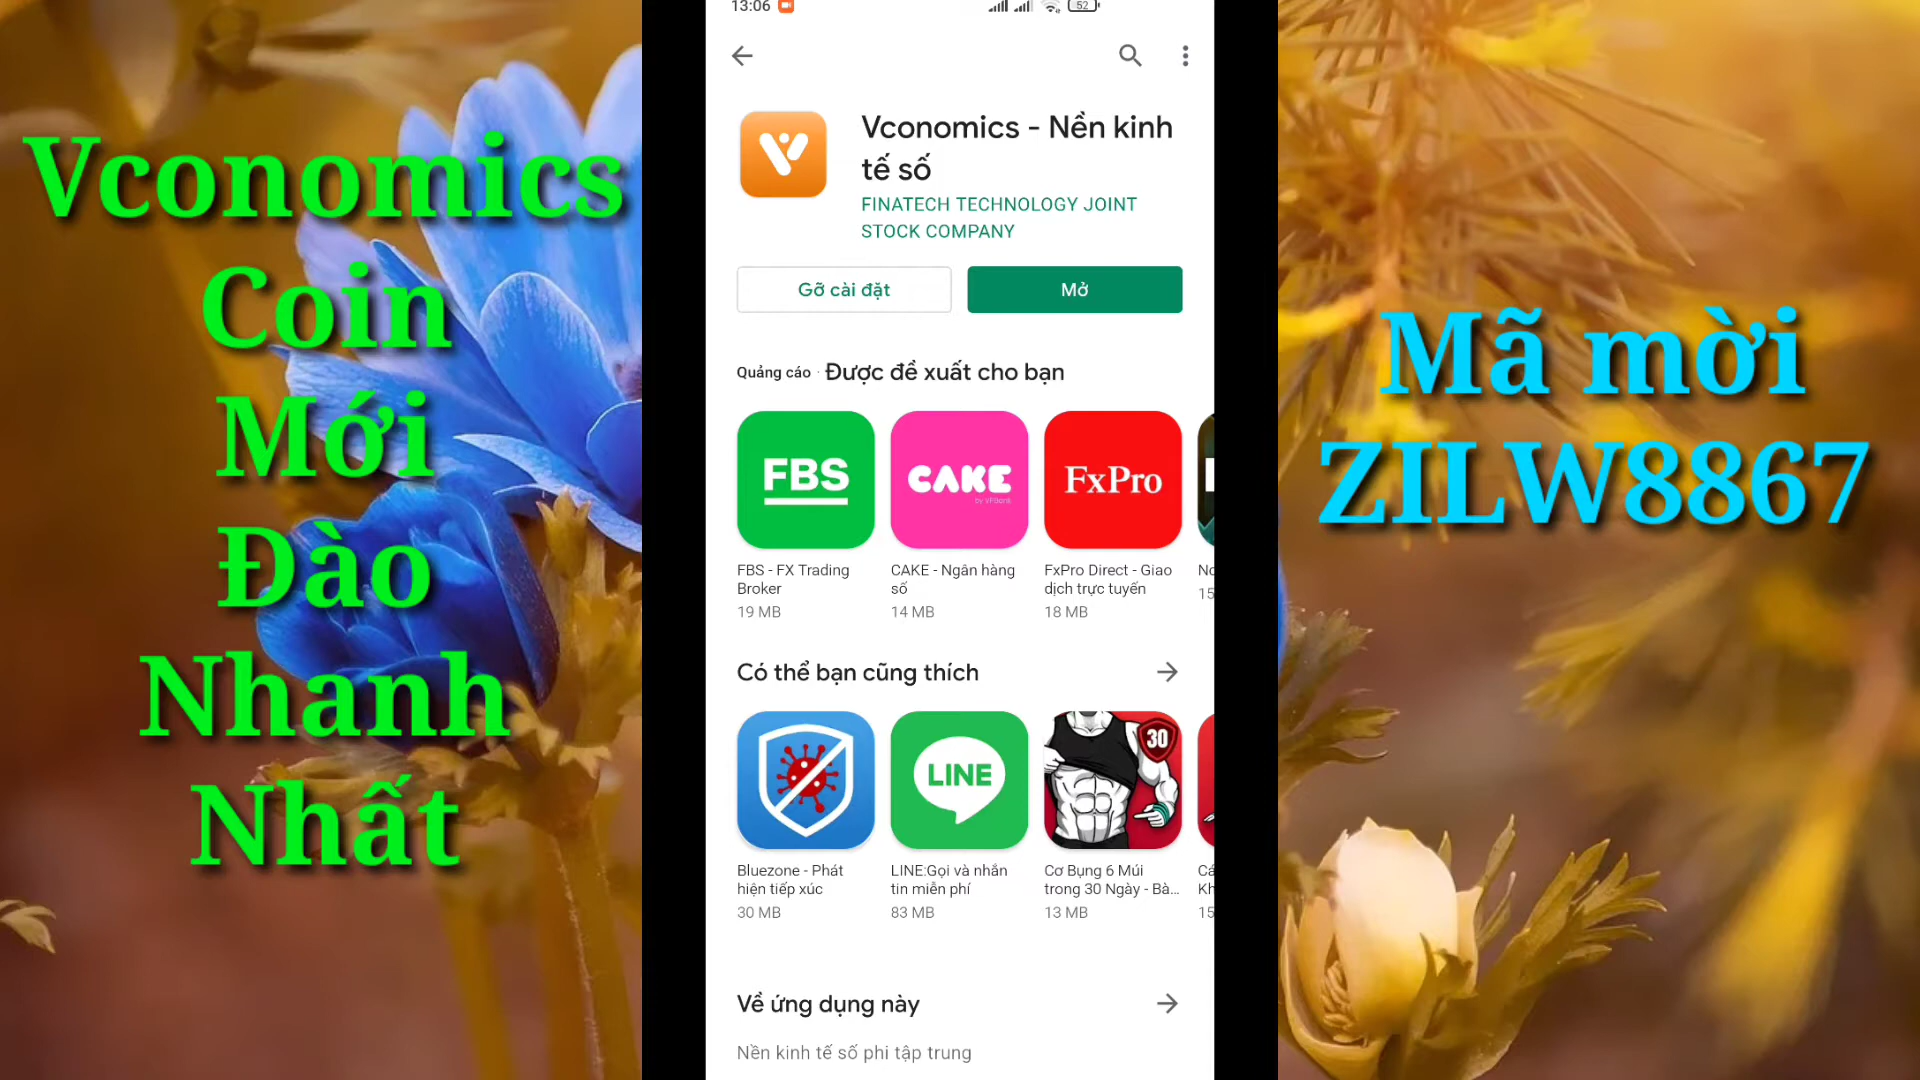 Vconomics
Coin
Mới
Đào
Nhanh
Nhất
13:06
52
Vconomics - Nền kinh
tế số
FINATECH TECHNOLOGY JOINT
STOCK COMPANY
Gỡ cài đặt
Mở
Quảng cáo · Được đề xuất cho bạn
FBS
CAKE
by VPBank
FxPro
FBS - FX Trading
Broker
19 MB
CAKE - Ngân hàng
số
14 MB
FxPro Direct - Giao
dịch trực tuyến
18 MB
Có thể bạn cũng thích
LINE
30
Bluezone - Phát
hiện tiếp xúc
30 MB
LINE:Gọi và nhắn
tin miễn phí
83 MB
Cơ Bụng 6 Múi
trong 30 Ngày - Bà...
13 MB
Về ứng dụng này
Nền kinh tế số phi tập trung
Mã mời
ZILW8867